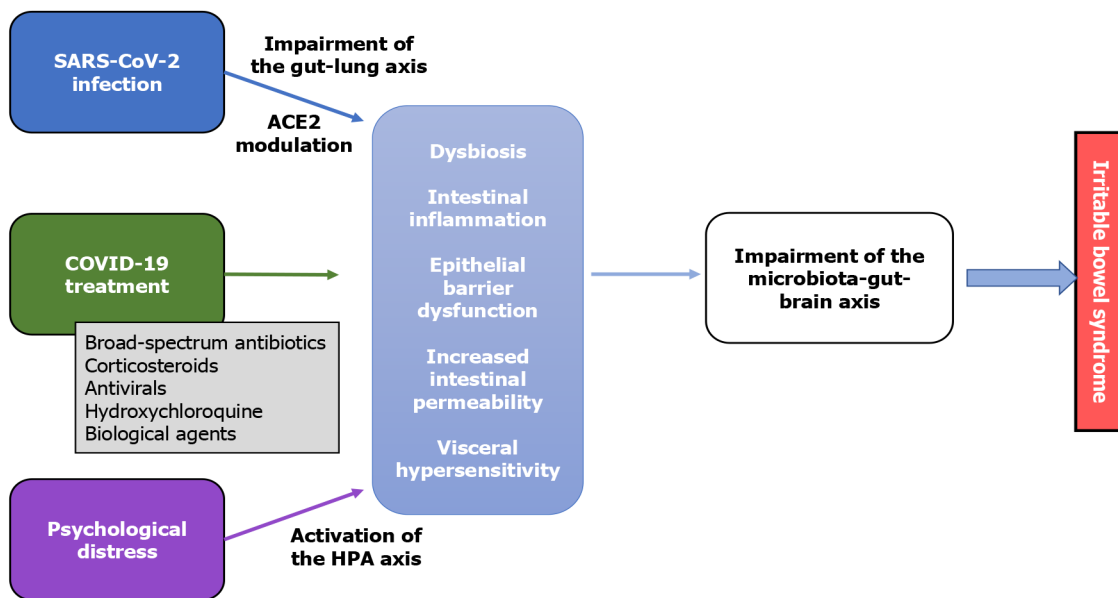 SARS-CoV-2
infection
Impairment of
the gut-lung axis
ACE2
modulation
COVID-19
treatment
Broad-spectrum antibiotics
Corticosteroids
Antivirals
Hydroxychloroquine
Biological agents
Psychological
distress
Activation of
the HPA axis
Dysbiosis
Intestinal
inflammation
Epithelial
barrier
dysfunction
Increased
intestinal
permeability
Visceral
hypersensitivity
Impairment of the
microbiota-gut-
brain axis
Irritable bowel syndrome